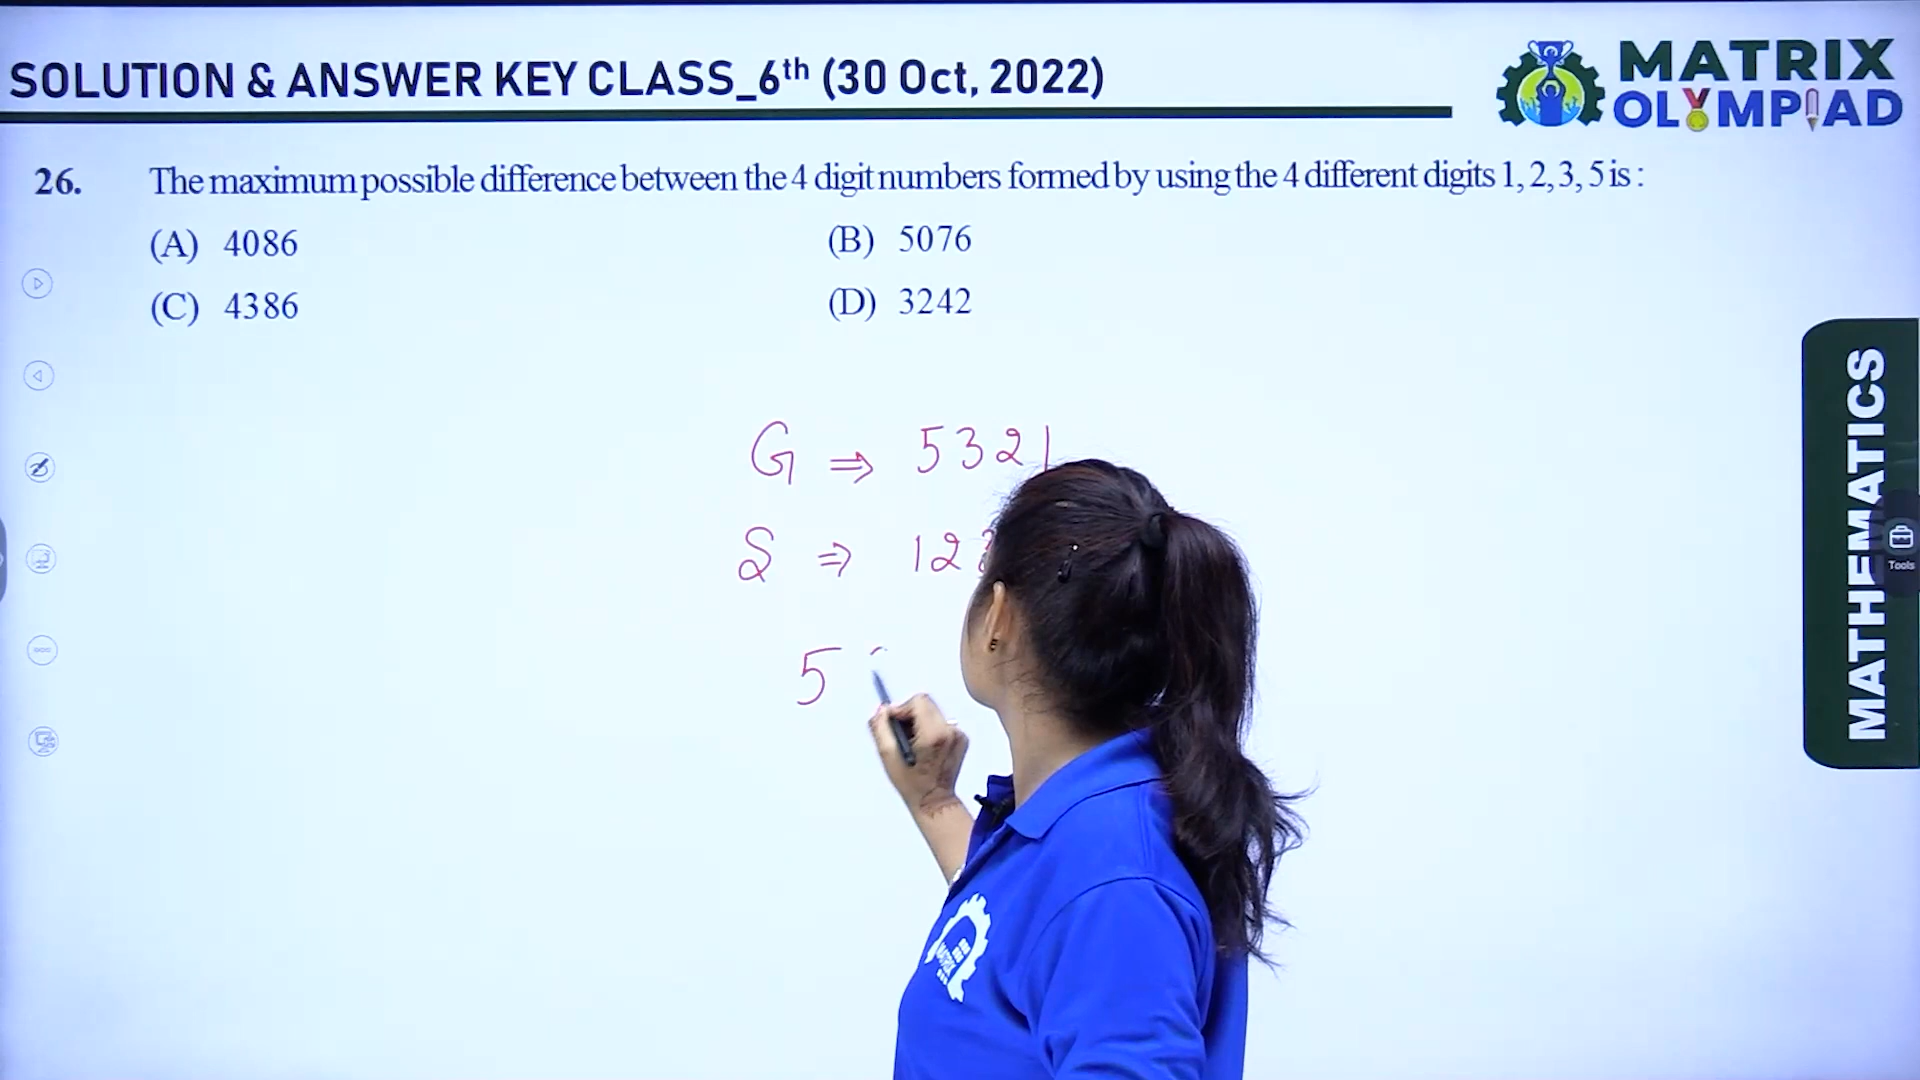 SOLUTION & ANSWER KEY CLASS_6th (30 Oct, 2022)
MATRIX
OLYMPIAD
26. The maximum possible difference between the 4 digit numbers formed by using the 4 different digits 1, 2, 3, 5 is :
(A) 4086 (B) 5076
(C) 4386 (D) 3242
G ⇒ 5321
S ⇒ 12
5
MATHEMATICS
Tools